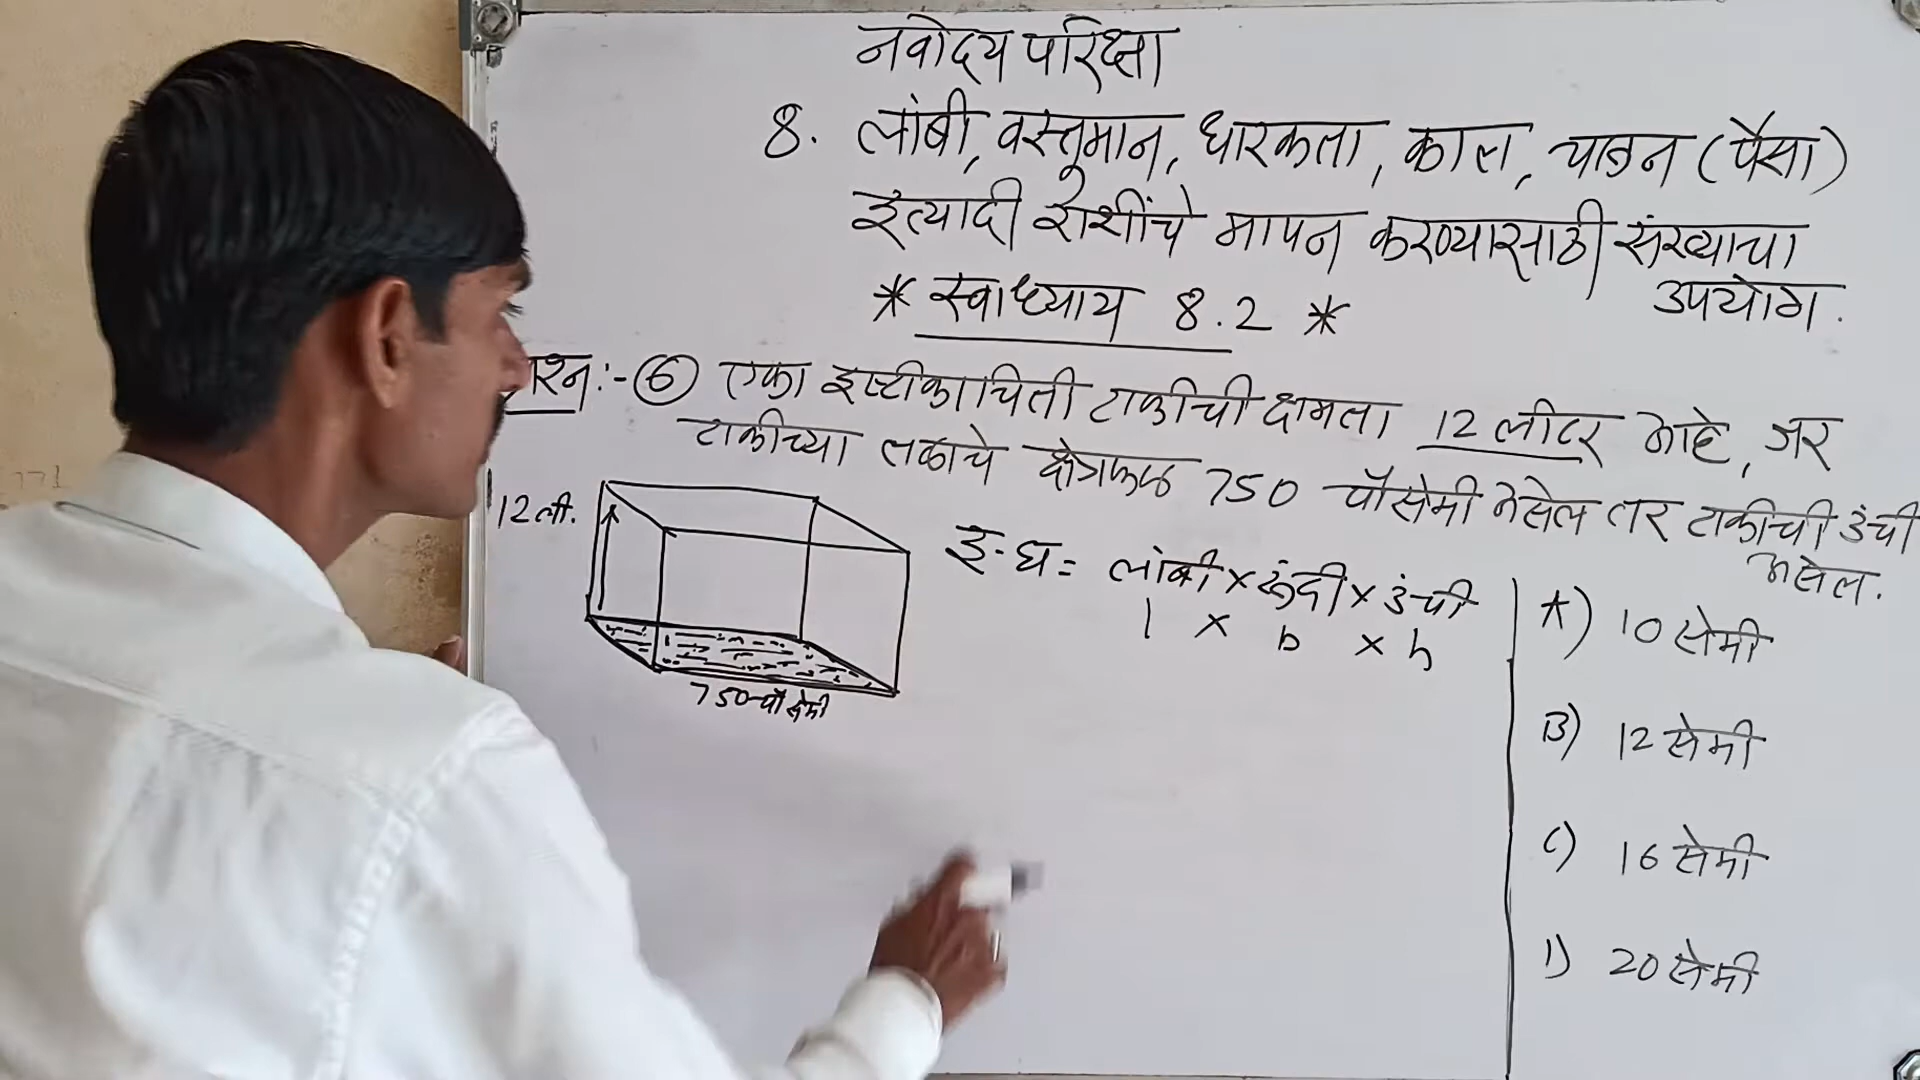 नवोदय परिक्षा
8. लांबी, वस्तुमान, धारकता, काल, चलन (पैसा)
इत्यादी राशींचे मापन करण्यासाठी संख्याचा
उपयोग.
* स्वाध्याय 8.2 *
प्रश्न:- 6 एका इष्टीकाचिती टाकीची क्षमता 12 लीटर आहे, जर
टाकीच्या तळाचे क्षेत्रफळ 750 चौसेमी असेल तर टाकीची उंची
असेल.
12 ली.
750 चौ सेमी
इ.घ = लांबी × रुंदी × उंची
l × b × h
A) 10 सेमी
B) 12 सेमी
C) 16 सेमी
D) 20 सेमी